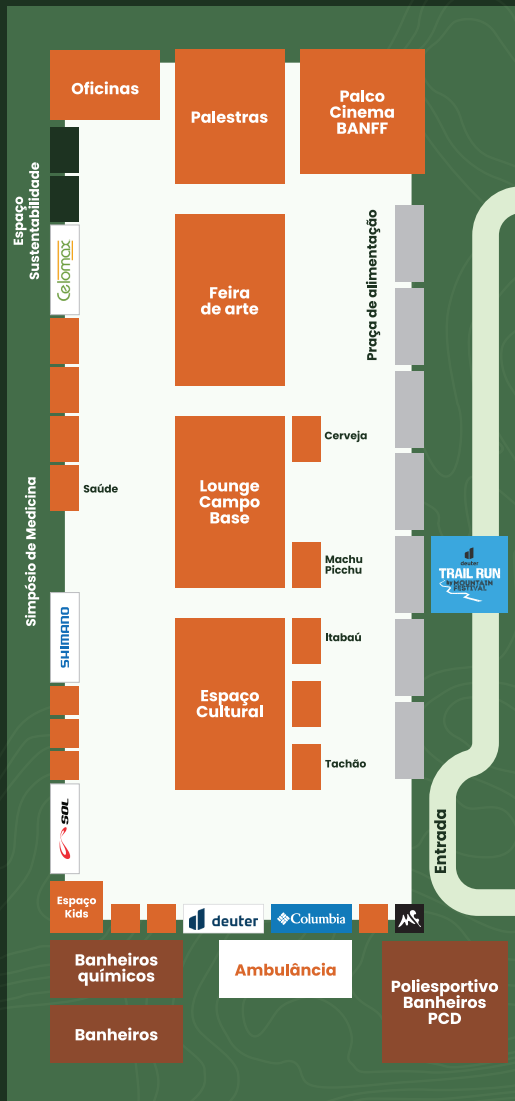 Oficinas
Palestras
Palco
Cinema
BANFF
Espaço
Sustentabilidade
Celomax
Praça de alimentação
Feira
de arte
Cerveja
Lounge
Campo
Base
Saúde
Simpósio de Medicina
Machu
Picchu
deuter
TRAIL RUN
BY MOUNTAIN
FESTIVAL
SHIMANO
Itabaú
Espaço
Cultural
Tachão
SOL
Entrada
Espaço
Kids
deuter
Columbia
Banheiros
químicos
Ambulância
Poliesportivo
Banheiros
PCD
Banheiros